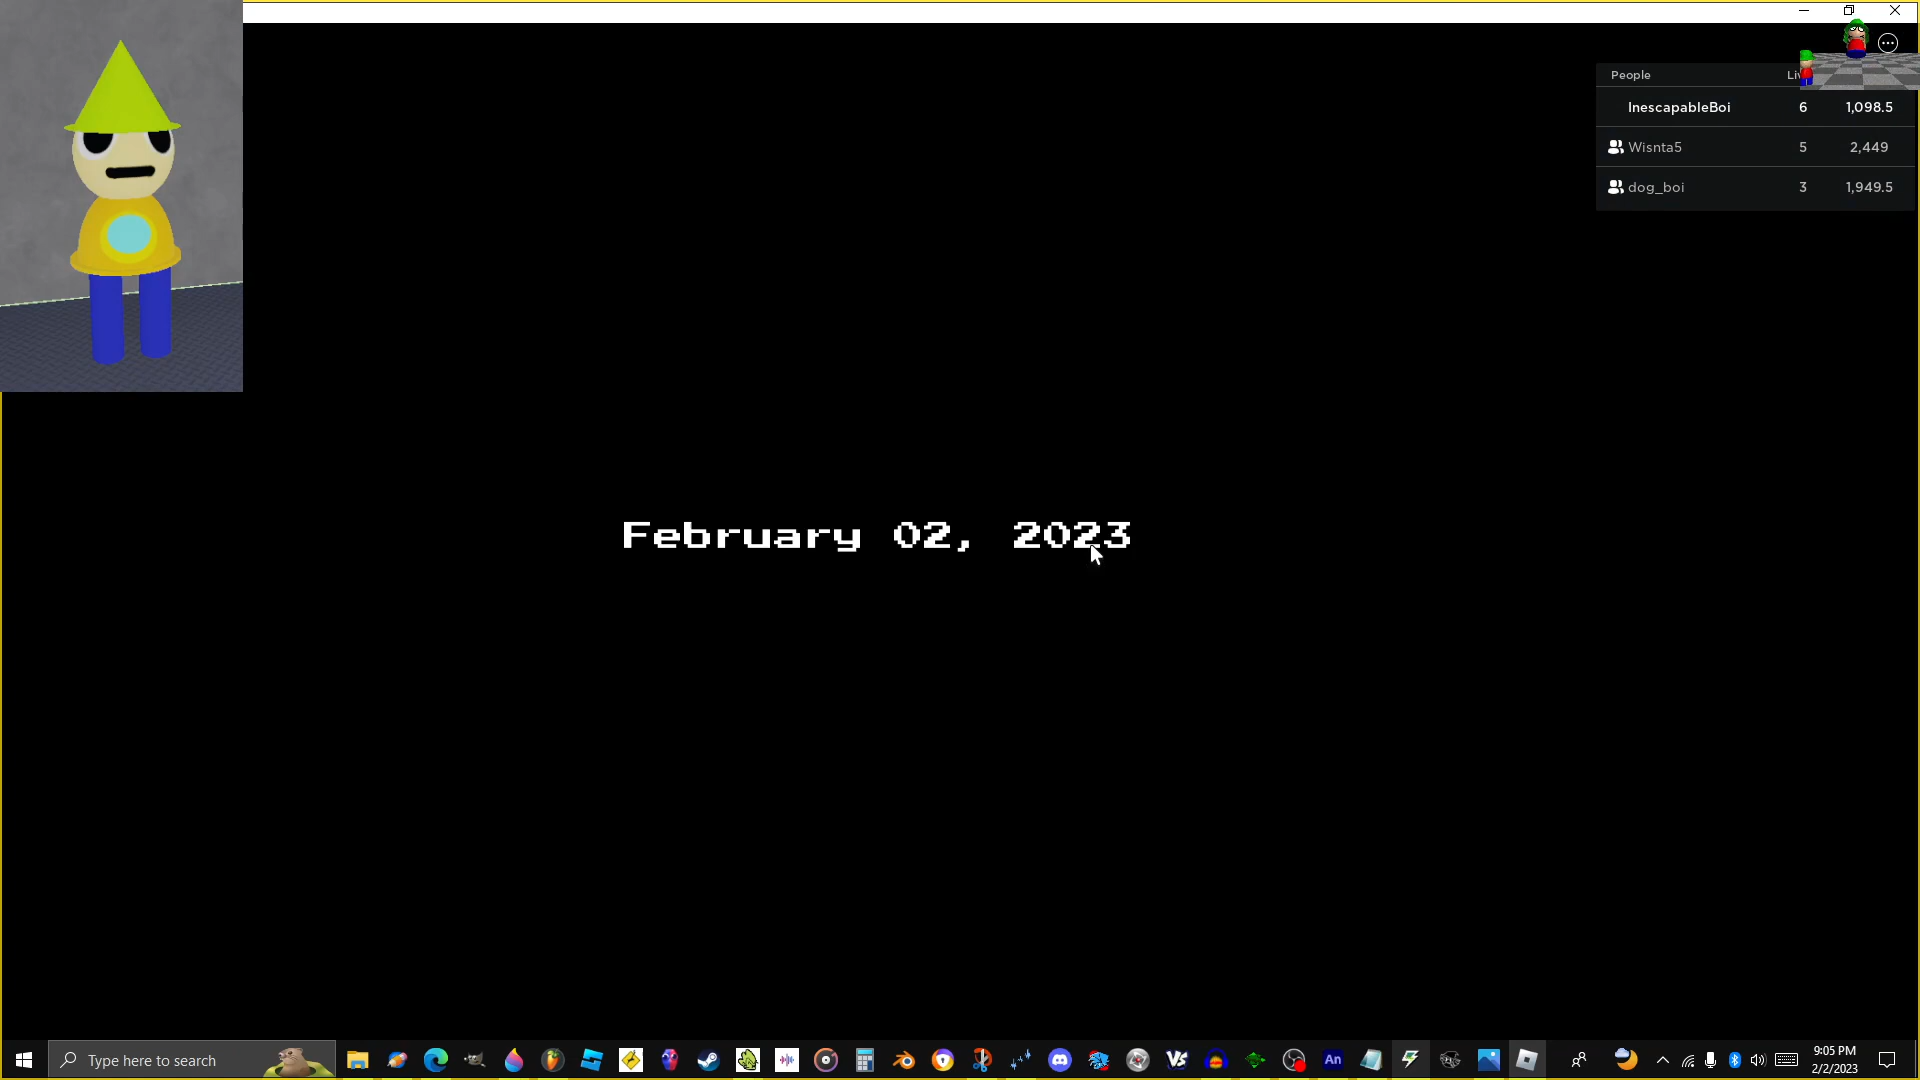 People
InescapableBoi 6 1,098.5
Wisnta5 5 2,449
dog_boi 3 1,949.5
February 02, 2023
Type here to search
An
9:05 PM
2/2/2023